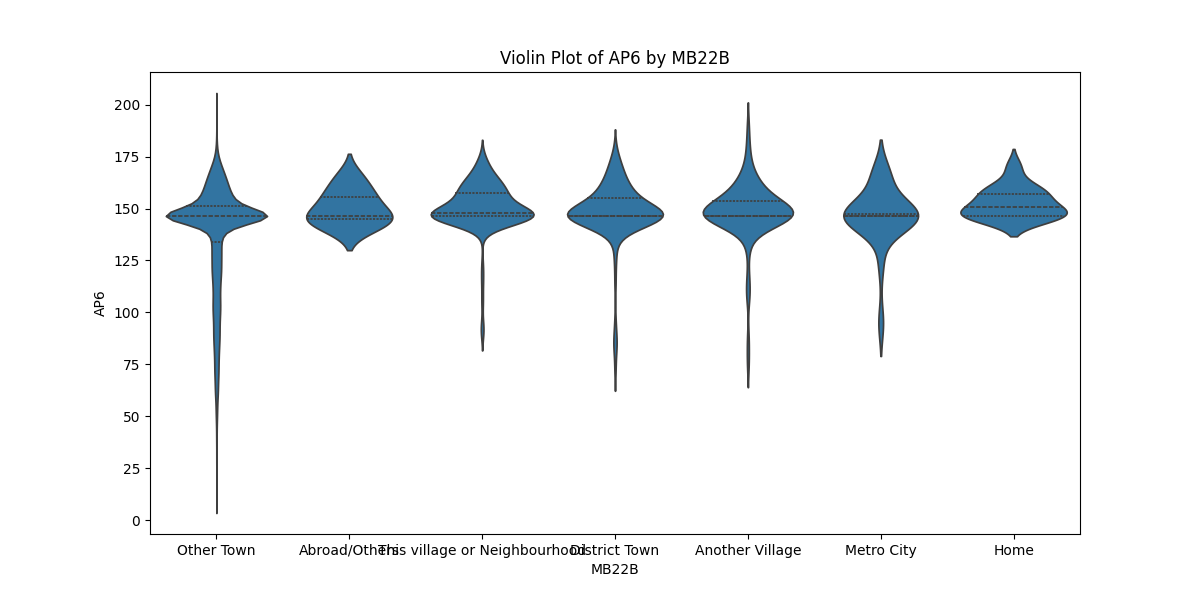 Violin Plot of AP6 by MB22B
200
175
150
125
100
75
50
25
0
AP6
Other Town
Abroad/Others
This village or Neighbourhood
District Town
Another Village
Metro City
Home
MB22B